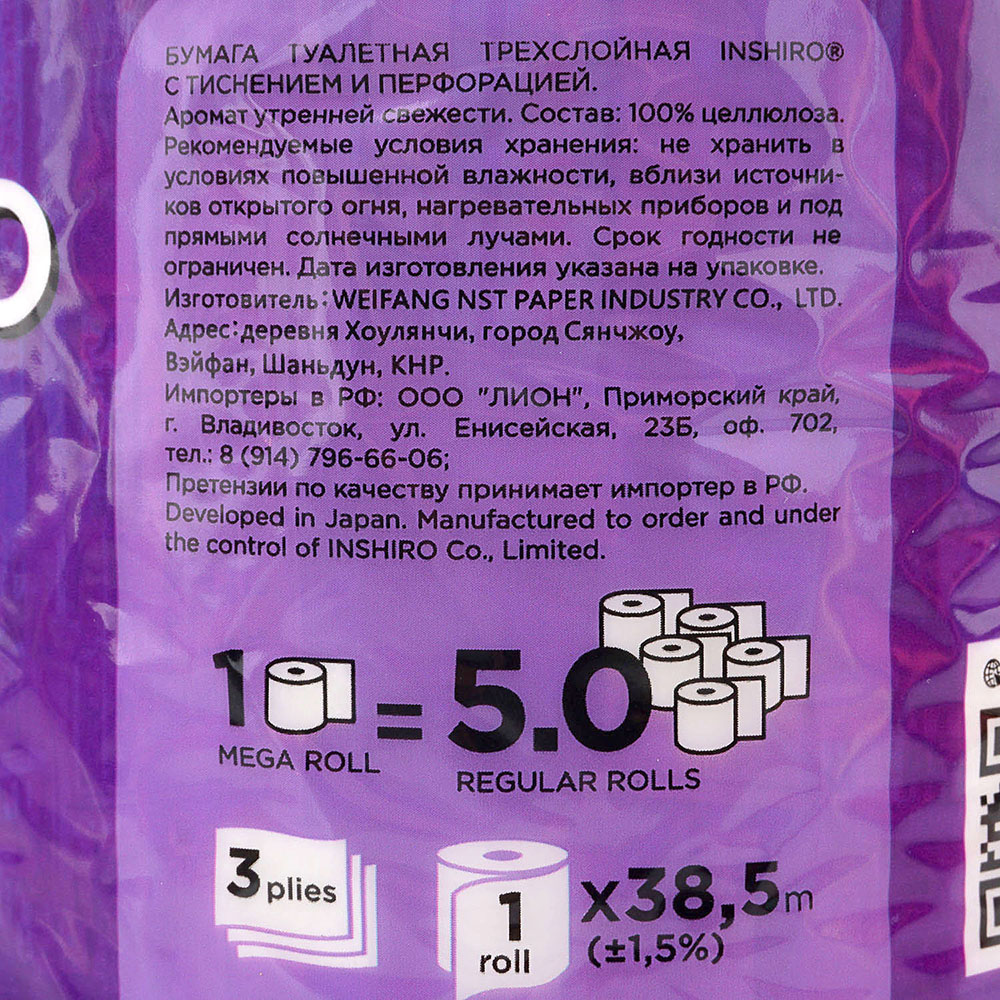 БУМАГА ТУАЛЕТНАЯ ТРЕХСЛОЙНАЯ INSHIRO®
С ТИСНЕНИЕМ И ПЕРФОРАЦИЕЙ.
Аромат утренней свежести. Состав: 100% целлюлоза.
Рекомендуемые условия хранения: не хранить в
условиях повышенной влажности, вблизи источни-
ков открытого огня, нагревательных приборов и под
прямыми солнечными лучами. Срок годности не
ограничен. Дата изготовления указана на упаковке.
Изготовитель: WEIFANG NST PAPER INDUSTRY CO., LTD.
Адрес:деревня Хоулянчи, город Сянчжоу,
Вэйфан, Шаньдун, КНР.
Импортеры в РФ: ООО "ЛИОН", Приморский край,
г. Владивосток, ул. Енисейская, 23Б, оф. 702,
тел.: 8 (914) 796-66-06;
Претензии по качеству принимает импортер в РФ.
Developed in Japan. Manufactured to order and under
the control of INSHIRO Co., Limited.
1 = 5.0
MEGA ROLL
REGULAR ROLLS
3 plies
1 roll
x38,5m
(±1,5%)